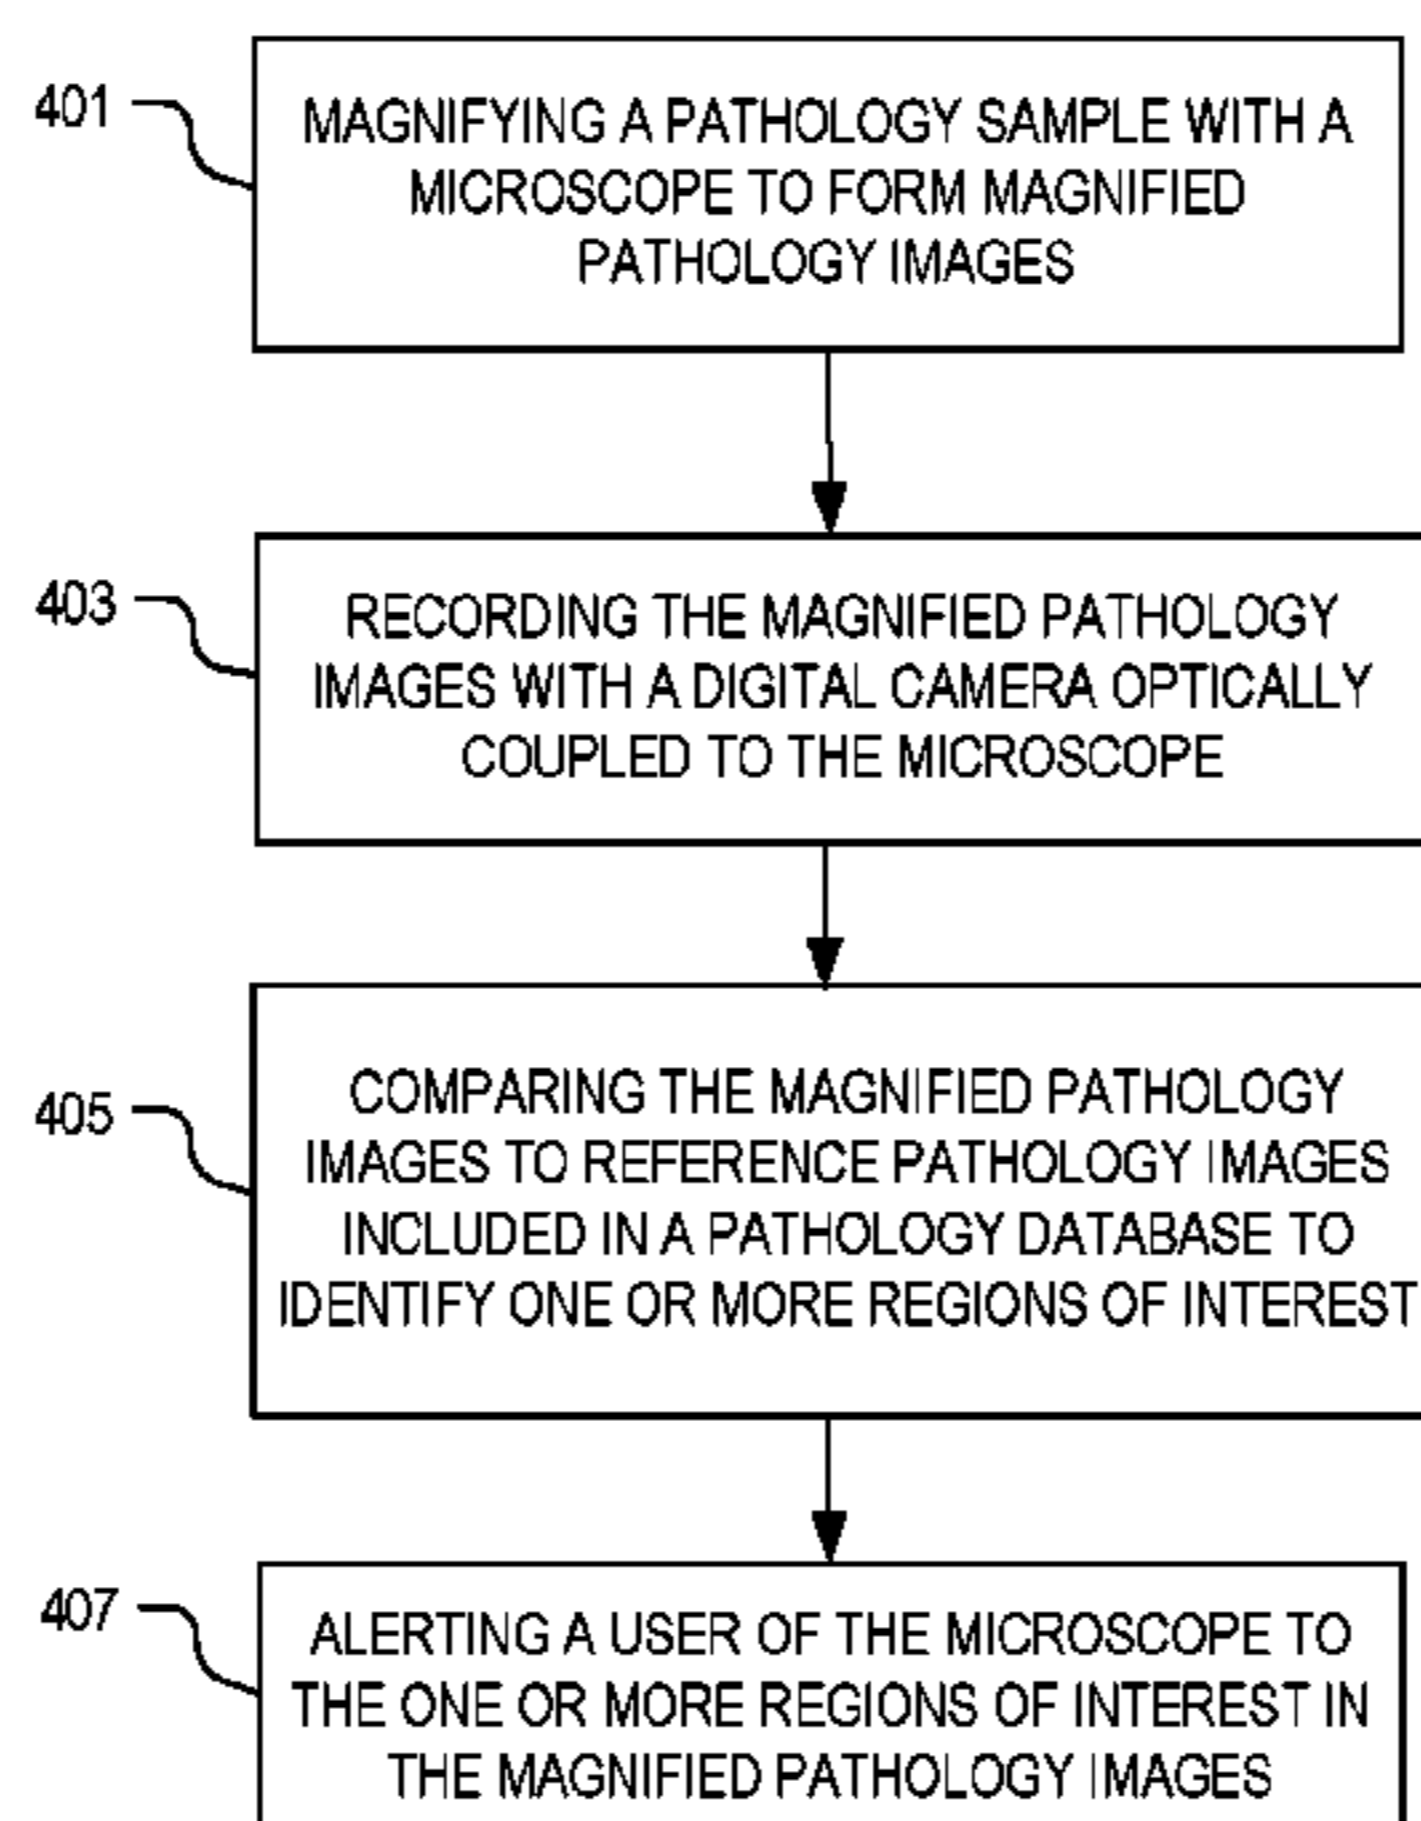 401
MAGNIFYING A PATHOLOGY SAMPLE WITH A
MICROSCOPE TO FORM MAGNIFIED
PATHOLOGY IMAGES
403
RECORDING THE MAGNIFIED PATHOLOGY
IMAGES WITH A DIGITAL CAMERA OPTICALLY
COUPLED TO THE MICROSCOPE
405
COMPARING THE MAGNIFIED PATHOLOGY
IMAGES TO REFERENCE PATHOLOGY IMAGES
INCLUDED IN A PATHOLOGY DATABASE TO
IDENTIFY ONE OR MORE REGIONS OF INTEREST
407
ALERTING A USER OF THE MICROSCOPE TO
THE ONE OR MORE REGIONS OF INTEREST IN
THE MAGNIFIED PATHOLOGY IMAGES